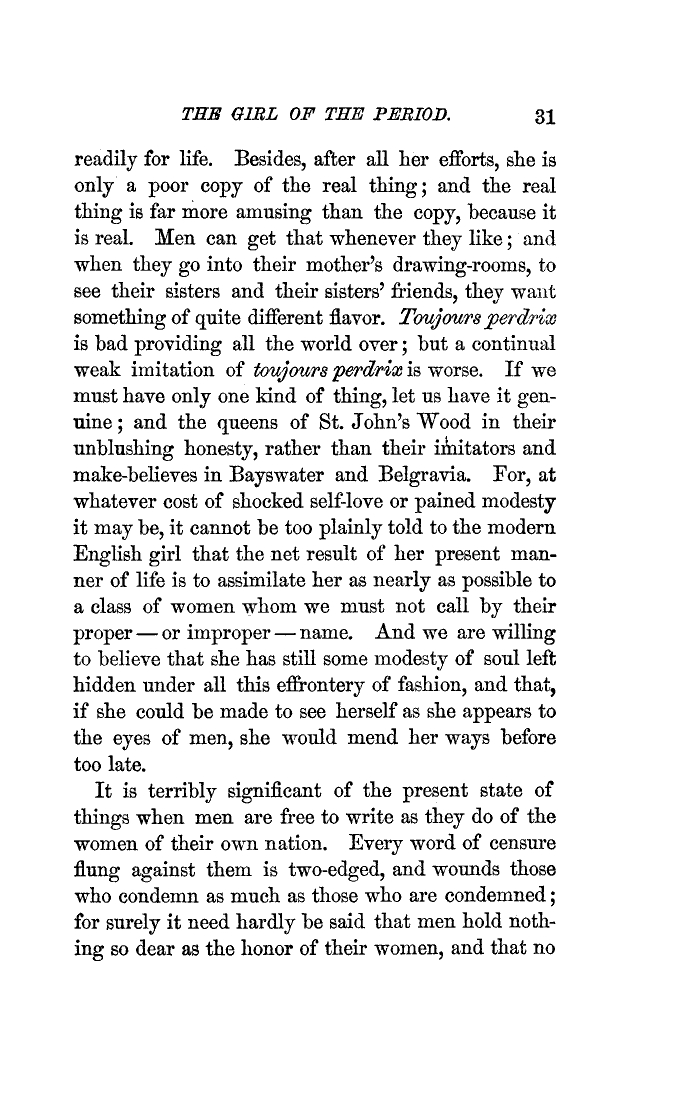 THE GIRL OF THE PERIOD. 31
readily for life. Besides, after all her efforts, she is
only a poor copy of the real thing; and the real
thing is far more amusing than the copy, because it
is real. Men can get that whenever they like; and
when they go into their mother's drawing-rooms, to
see their sisters and their sisters' friends, they want
something of quite different flavor. Toujours perdrix
is bad providing all the world over; but a continual
weak imitation of toujours perdrix is worse. If we
must have only one kind of thing, let us have it gen-
uine; and the queens of St. John's Wood in their
unblushing honesty, rather than their imitators and
make-believes in Bayswater and Belgravia. For, at
whatever cost of shocked self-love or pained modesty
it may be, it cannot be too plainly told to the modern
English girl that the net result of her present man-
ner of life is to assimilate her as nearly as possible to
a class of women whom we must not call by their
proper — or improper — name. And we are willing
to believe that she has still some modesty of soul left
hidden under all this effrontery of fashion, and that,
if she could be made to see herself as she appears to
the eyes of men, she would mend her ways before
too late.
It is terribly significant of the present state of
things when men are free to write as they do of the
women of their own nation. Every word of censure
flung against them is two-edged, and wounds those
who condemn as much as those who are condemned;
for surely it need hardly be said that men hold noth-
ing so dear as the honor of their women, and that no